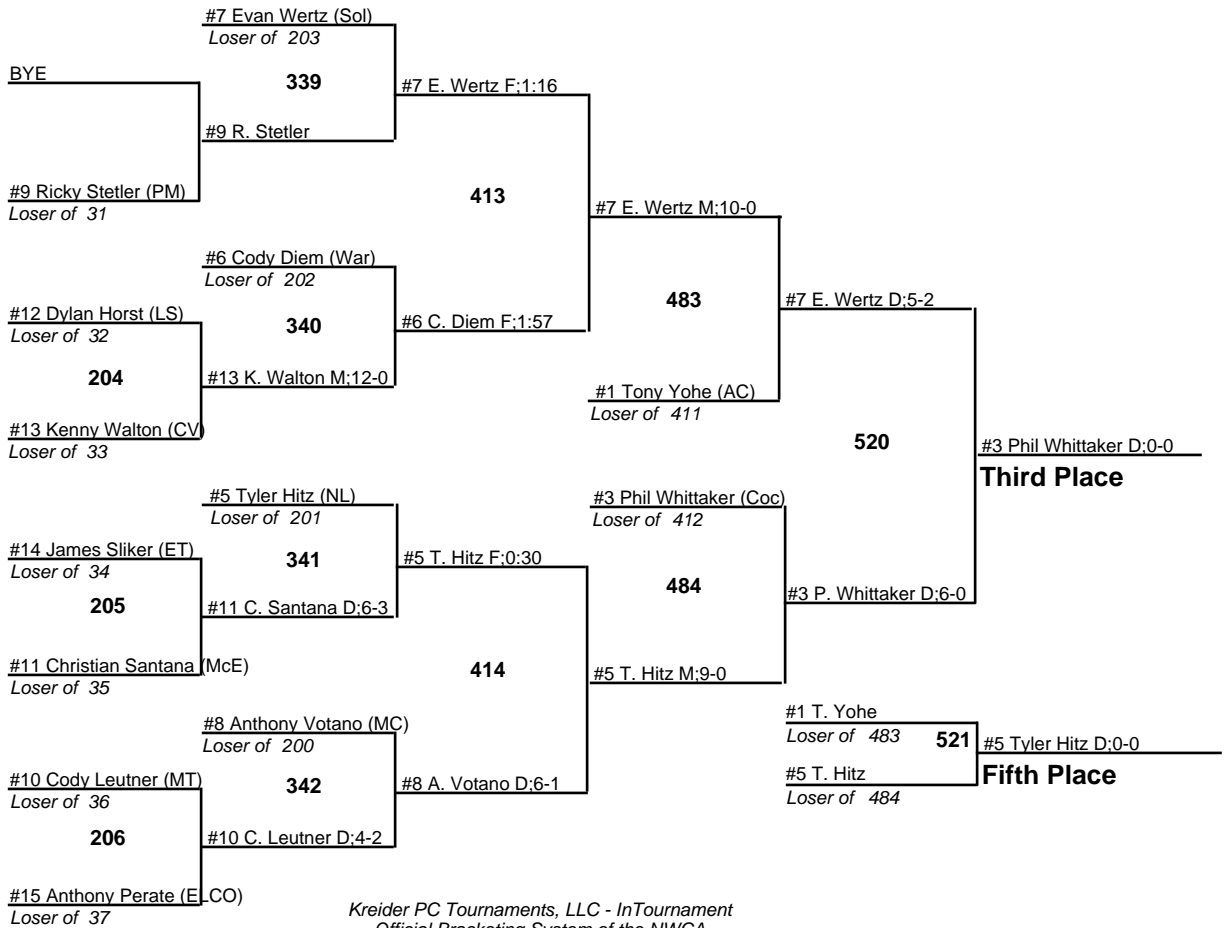 #7 Evan Wertz (Sol)
Loser of 203
BYE
339
#7 E. Wertz F;1:16
#9 R. Stetler
#9 Ricky Stetler (PM)
Loser of 31
413
#7 E. Wertz M;10-0
#6 Cody Diem (War)
Loser of 202
#12 Dylan Horst (LS)
Loser of 32
340
#6 C. Diem F;1:57
483
#7 E. Wertz D;5-2
204
#13 K. Walton M;12-0
#1 Tony Yohe (AC)
Loser of 411
#13 Kenny Walton (CV)
Loser of 33
520
#3 Phil Whittaker D;0-0
Third Place
#5 Tyler Hitz (NL)
Loser of 201
#3 Phil Whittaker (Coc)
Loser of 412
#14 James Sliker (ET)
Loser of 34
341
#5 T. Hitz F;0:30
484
#3 P. Whittaker D;6-0
205
#11 C. Santana D;6-3
#11 Christian Santana (McE)
Loser of 35
414
#5 T. Hitz M;9-0
#8 Anthony Votano (MC)
Loser of 200
#1 T. Yohe
Loser of 483
521
#5 Tyler Hitz D;0-0
Fifth Place
#5 T. Hitz
Loser of 484
#10 Cody Leutner (MT)
Loser of 36
342
#8 A. Votano D;6-1
206
#10 C. Leutner D;4-2
#15 Anthony Perate (ELCO)
Loser of 37
Kreider PC Tournaments, LLC - InTournament
Official Bracketing System of the NWCA